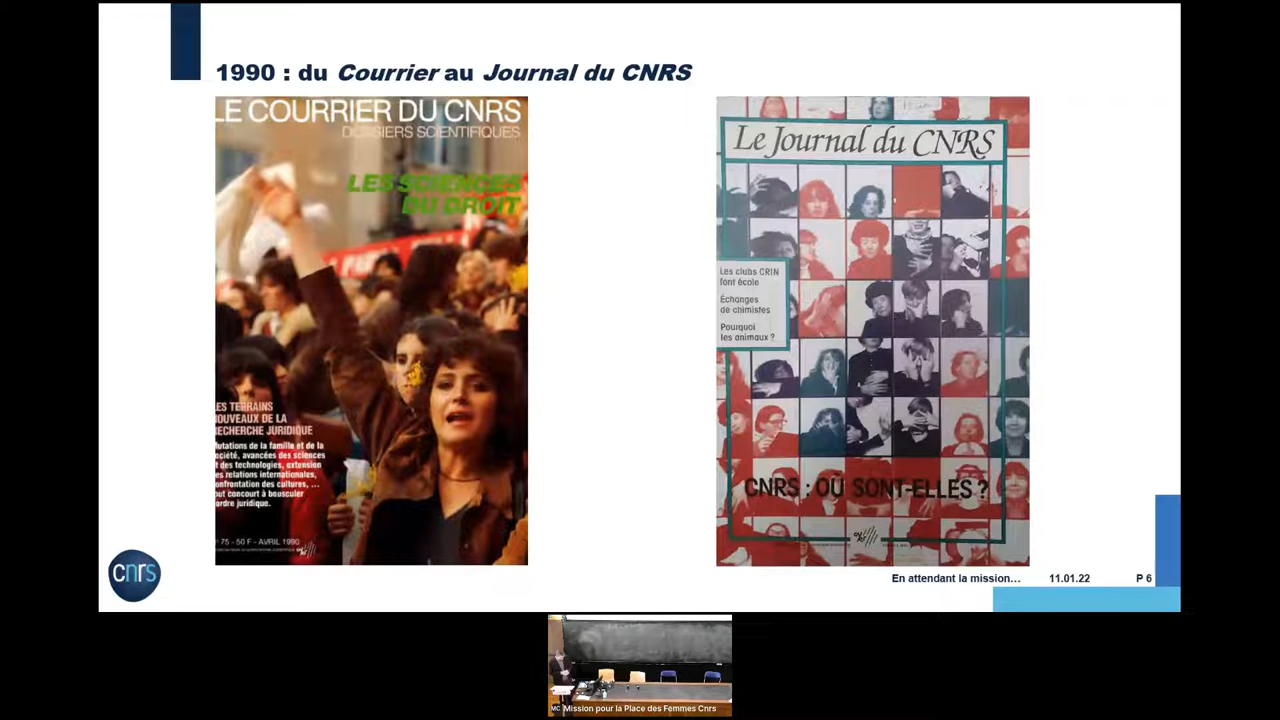 1990 : du Courrier au Journal du CNRS
LE COURRIER DU CNRS
DOSSIERS SCIENTIFIQUES
LES SCIENCES
DU DROIT
LES TERRAINS
NOUVEAUX DE LA
RECHERCHE JURIDIQUE
Mutations de la famille et de la
société, avancées des sciences
et des technologies, extension
des relations internationales,
confrontation des cultures, ...
tout concourt à bousculer
l'ordre juridique.
N° 75 - 50 F - AVRIL 1990
Le Journal du CNRS
Les clubs CRIN
font école
Échanges
de chimistes
Pourquoi
les animaux ?
CNRS : OÙ SONT-ELLES ?
cnrs
En attendant la mission... 11.01.22 P 6
MC Mission pour la Place des Femmes Cnrs